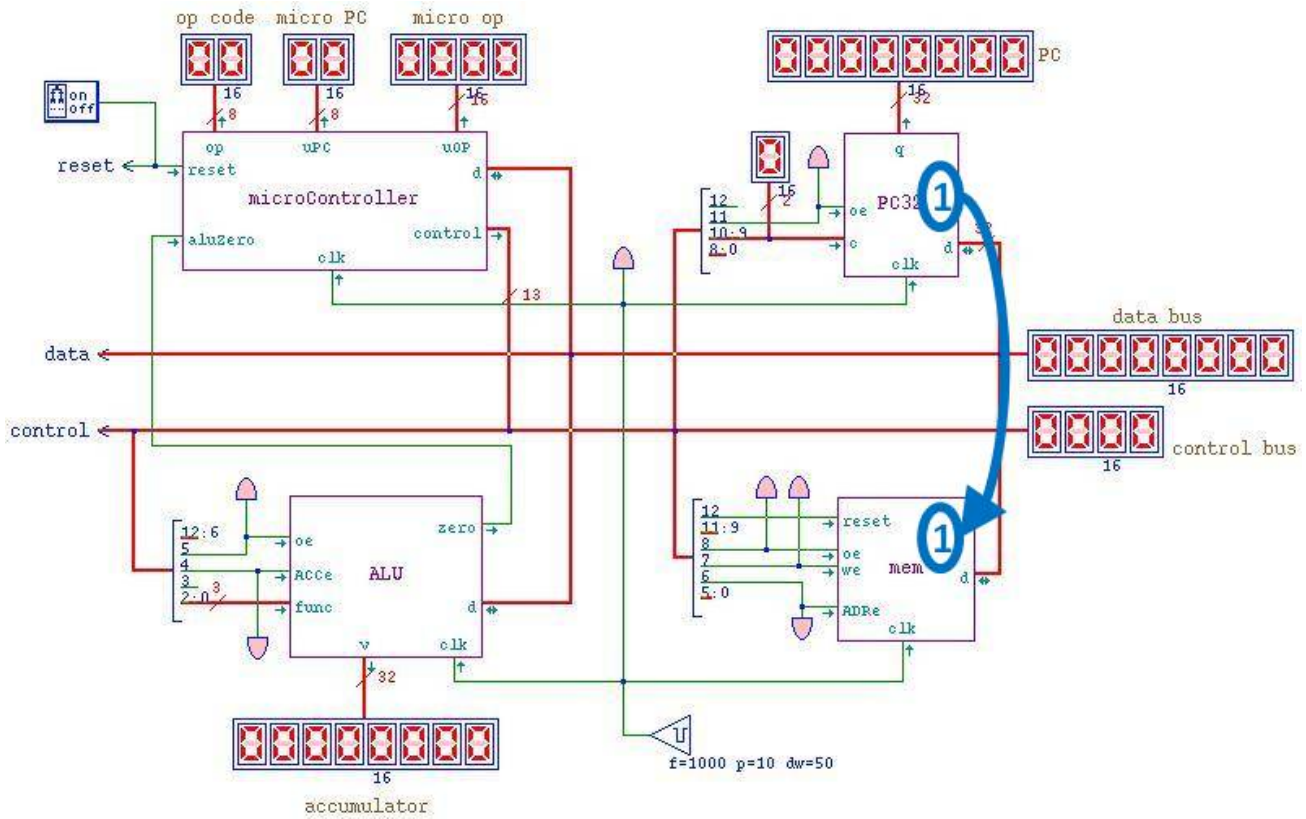 op code micro PC micro op
PC
16 16 16 16
on
off
8 8 16 32
op uPC uOP q
reset reset d
microController
aluZero control
clk
13
16
2
12
11
10:9
8:0
oe PC32 1
c d
clk
data bus
data
16
control
control bus
16
12:6
5
4
3
2:0 3
oe zero
ACCe ALU
func d
v clk
32
12
11:9
8
7
6
5:0
reset
oe 1
we mem d
ADRe
clk
16
f=1000 p=10 dw=50
accumulator